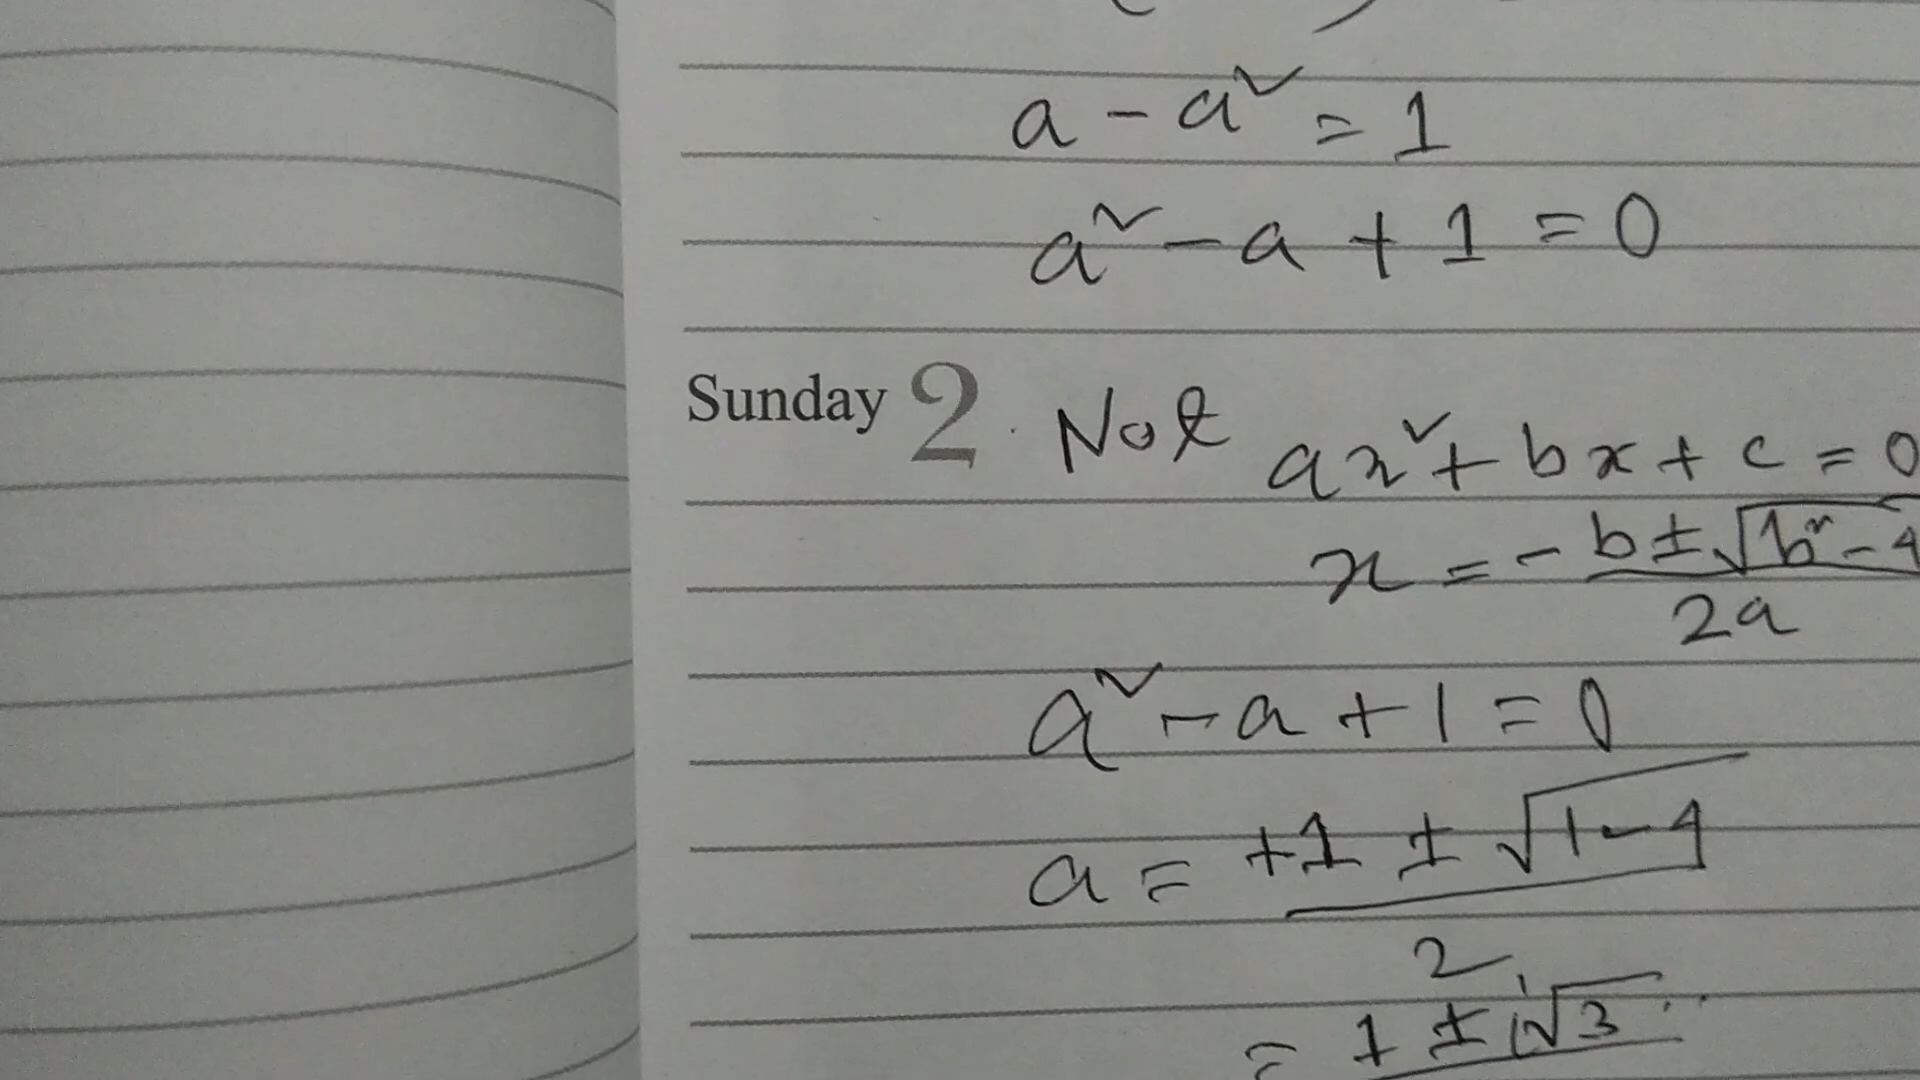 a - a² = 1
a² - a + 1 = 0
Sunday 2 Not ax² + bx + c = 0
x = - b ± √b² - 4
2a
a² - a + 1 = 0
a = +1 ± √1 - 4
2
= 1 ± i√3